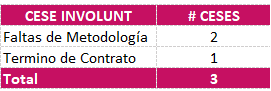 CESE INVOLUNT # CESES
Faltas de Metodología 2
Termino de Contrato 1
Total 3